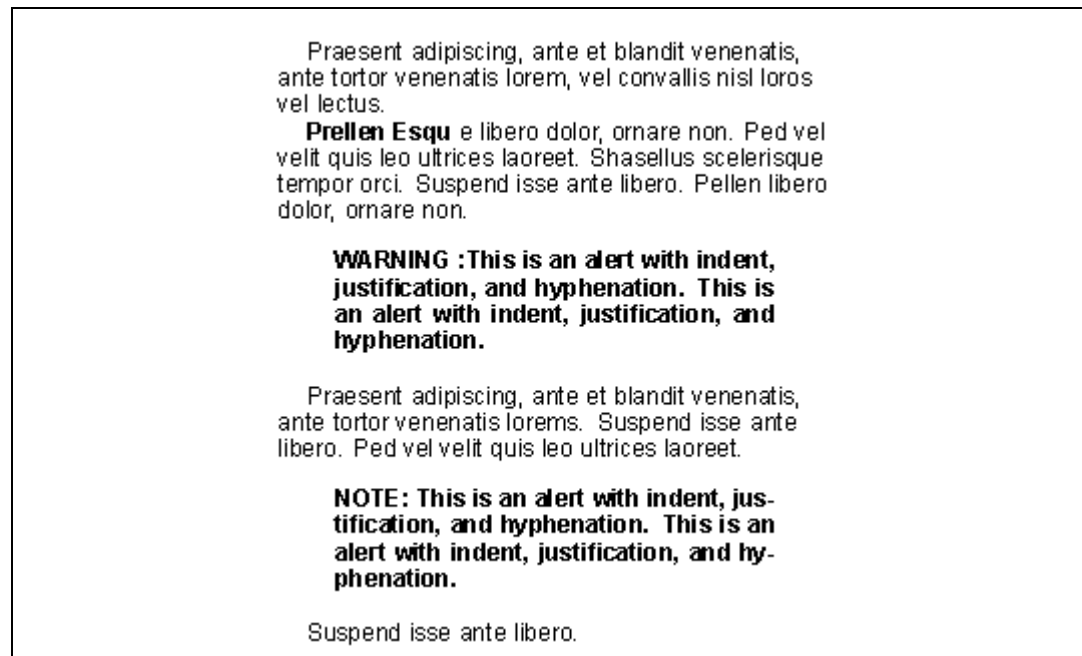 Praesent adipiscing, ante et blandit venenatis,
ante tortor venenatis lorem, vel convallis nisl loros
vel lectus.
Prellen Esqu e libero dolor, ornare non. Ped vel
velit quis leo ultrices laoreet. Shasellus scelerisque
tempor orci. Suspend isse ante libero. Pellen libero
dolor, ornare non.
WARNING :This is an alert with indent,
justification, and hyphenation. This is
an alert with indent, justification, and
hyphenation.
Praesent adipiscing, ante et blandit venenatis,
ante tortor venenatis lorems. Suspend isse ante
libero. Ped vel velit quis leo ultrices laoreet.
NOTE: This is an alert with indent, jus-
tification, and hyphenation. This is an
alert with indent, justification, and hy-
phenation.
Suspend isse ante libero.